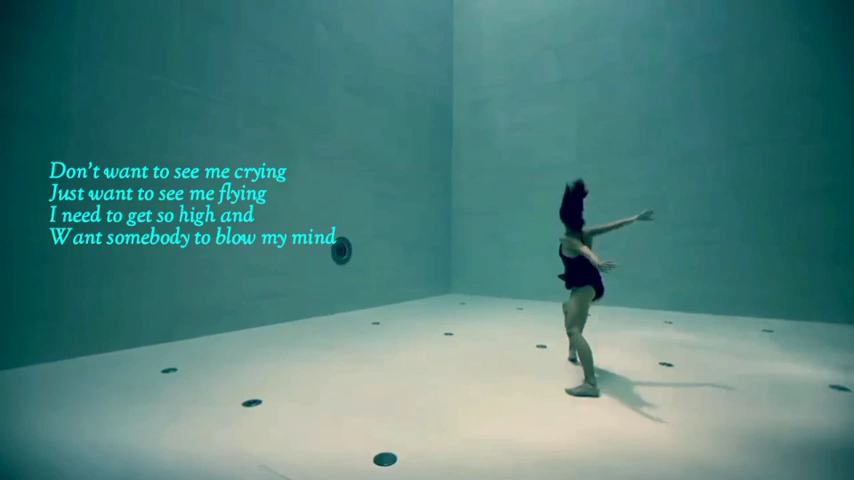 Don't want to see me crying
Just want to see me flying
I need to get so high and
Want somebody to blow my mind